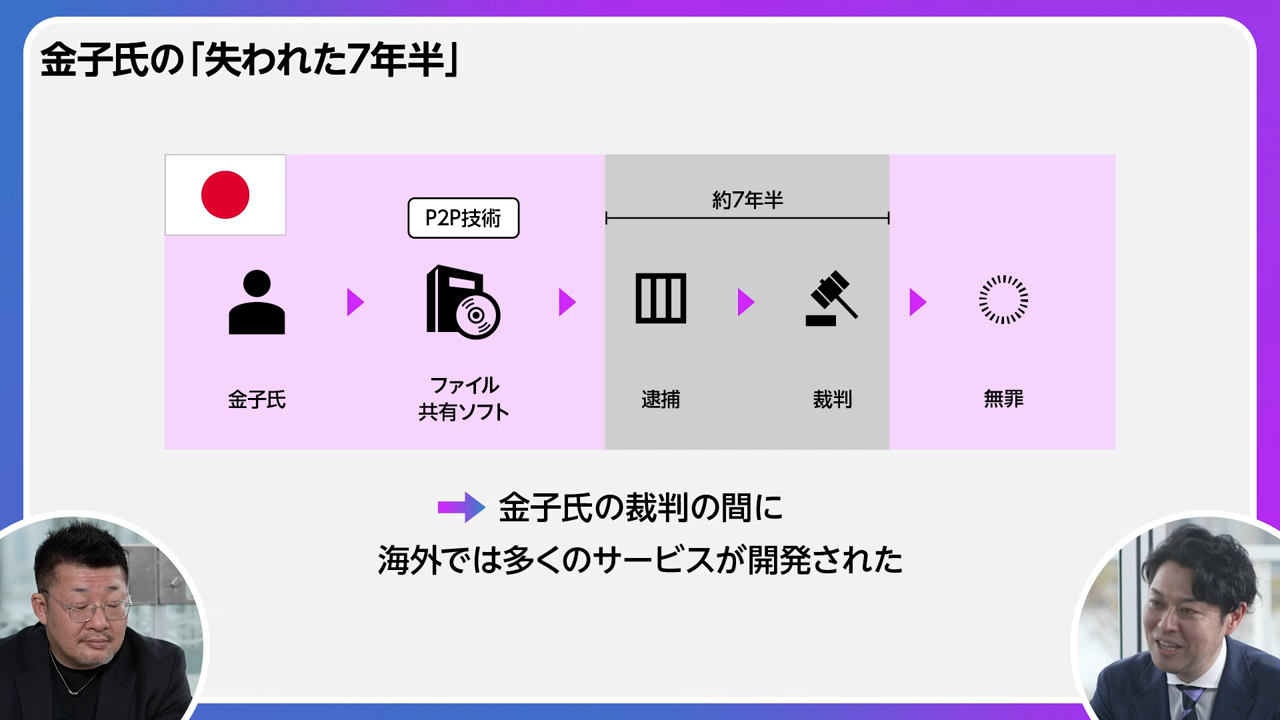 金子氏の「失われた7年半」
P2P技術
約7年半
金子氏
ファイル
共有ソフト
逮捕
裁判
無罪
金子氏の裁判の間に
海外では多くのサービスが開発された